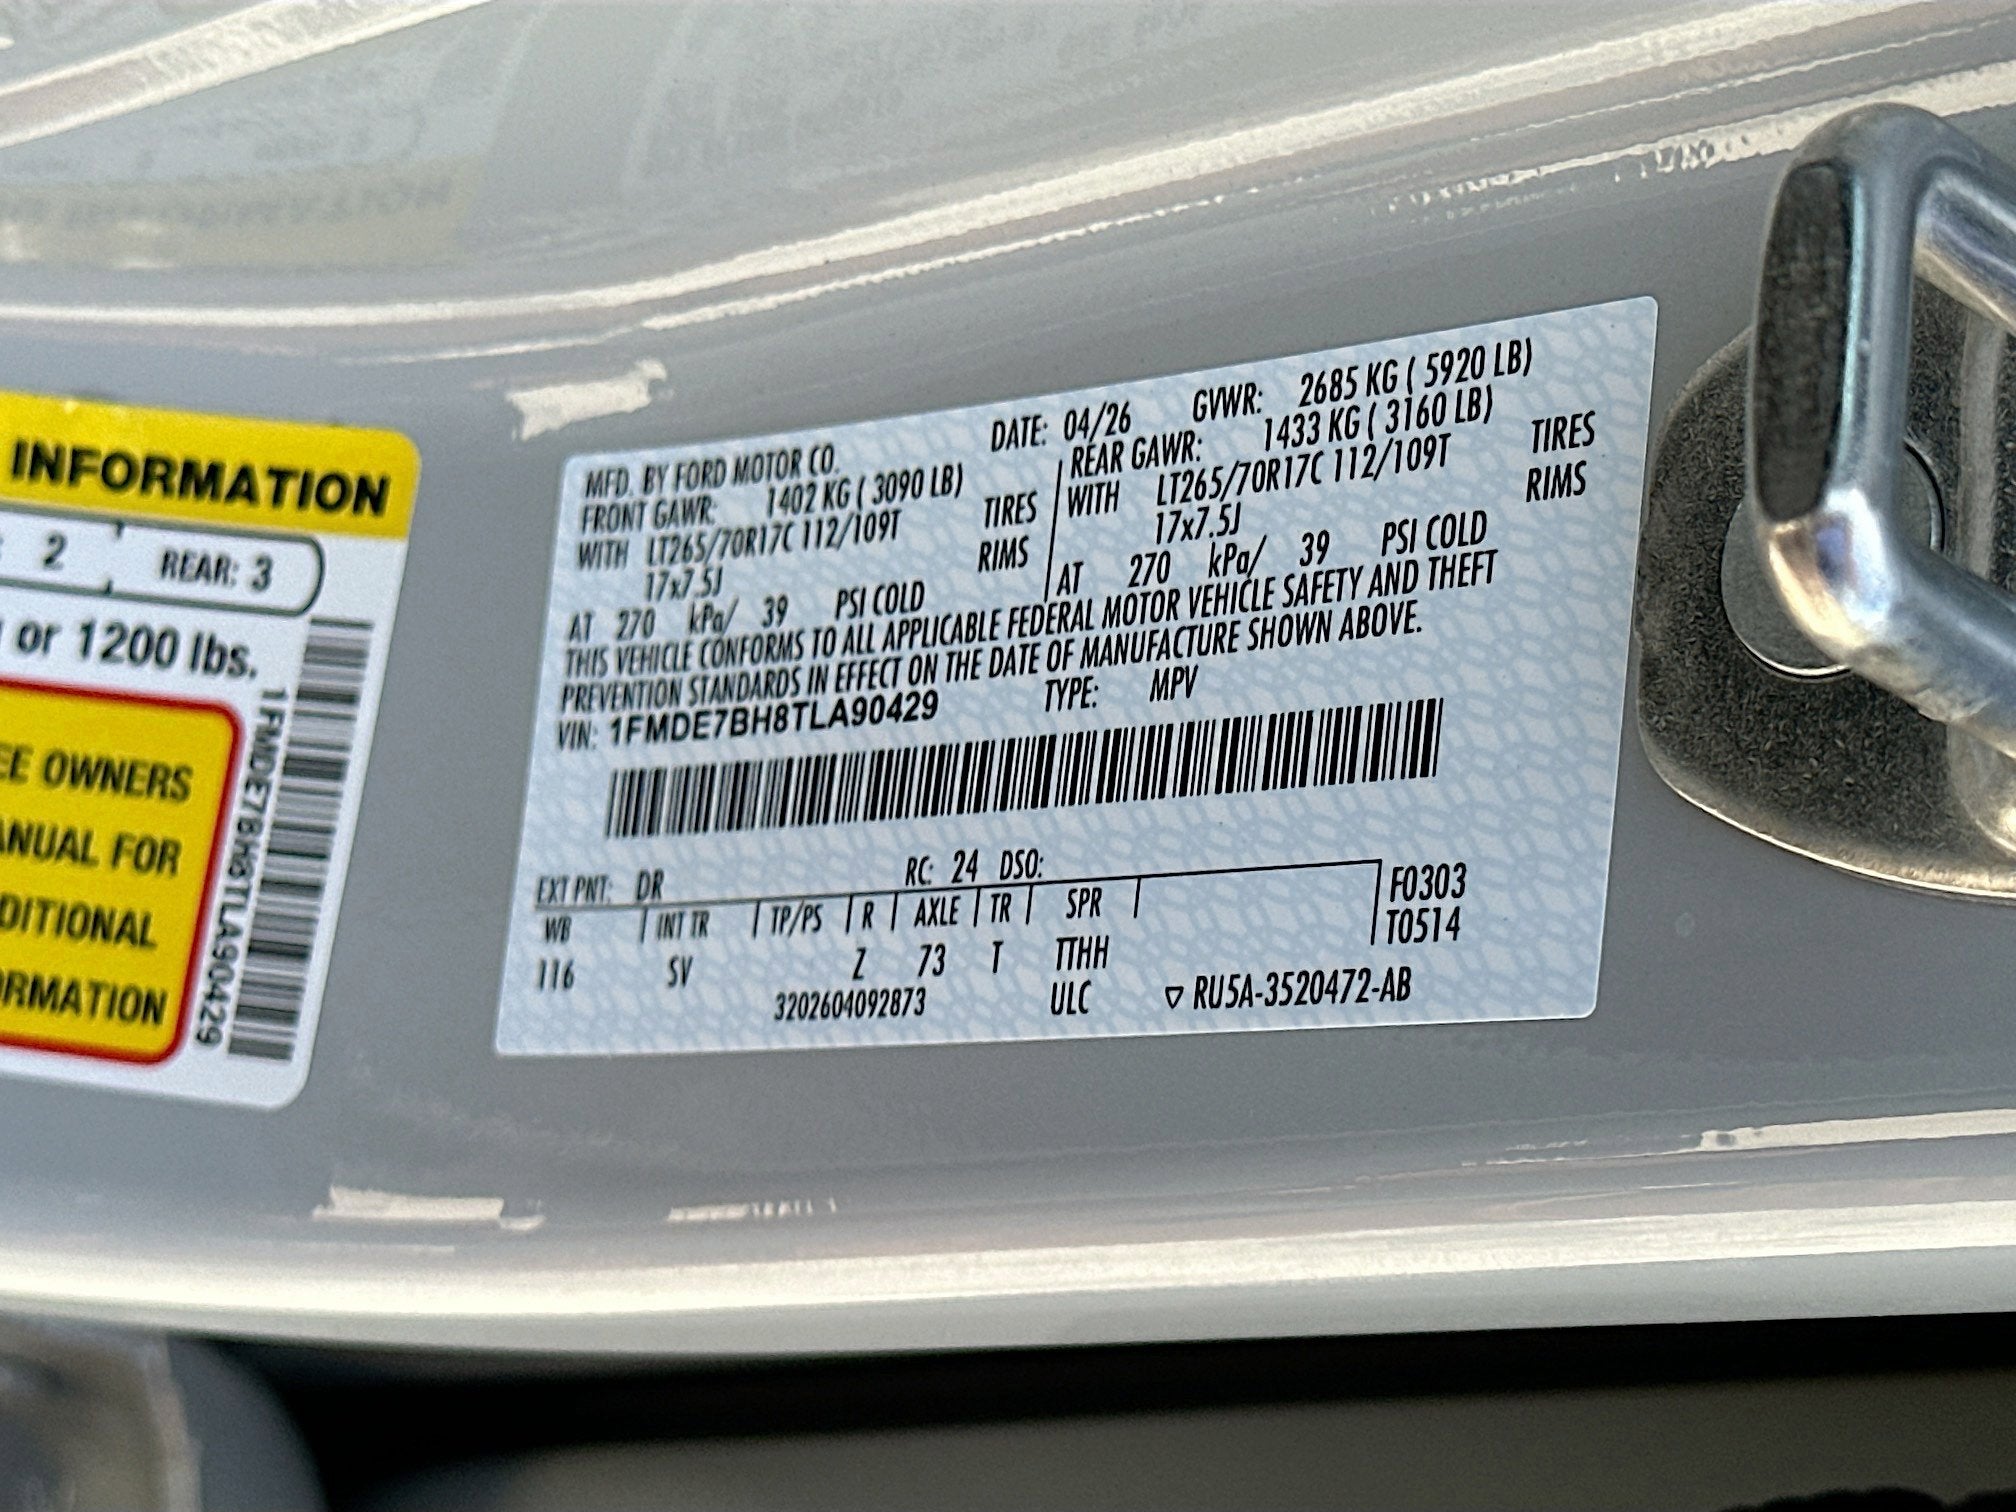 INFORMATION
2 REAR: 3
or 1200 lbs.
EE OWNERS
ANUAL FOR
DITIONAL
ORMATION
1FMDE7BH8TLA90429
MFD. BY FORD MOTOR CO. DATE: 04/26 GVWR: 2685 KG ( 5920 LB)
FRONT GAWR: 1402 KG ( 3090 LB) REAR GAWR: 1433 KG ( 3160 LB)
WITH LT265/70R17C 112/109T TIRES WITH LT265/70R17C 112/109T TIRES
17x7.5J RIMS 17x7.5J RIMS
AT 270 kPa/ 39 PSI COLD AT 270 kPa/ 39 PSI COLD
THIS VEHICLE CONFORMS TO ALL APPLICABLE FEDERAL MOTOR VEHICLE SAFETY AND THEFT
PREVENTION STANDARDS IN EFFECT ON THE DATE OF MANUFACTURE SHOWN ABOVE.
VIN: 1FMDE7BH8TLA90429 TYPE: MPV
EXT PNT: DR RC: 24 DSO: F0303
WB INT TR TP/PS R AXLE TR SPR T0514
116 SV Z 73 T TTHH
3202604092873 ULC ▽ RU5A-3520472-AB